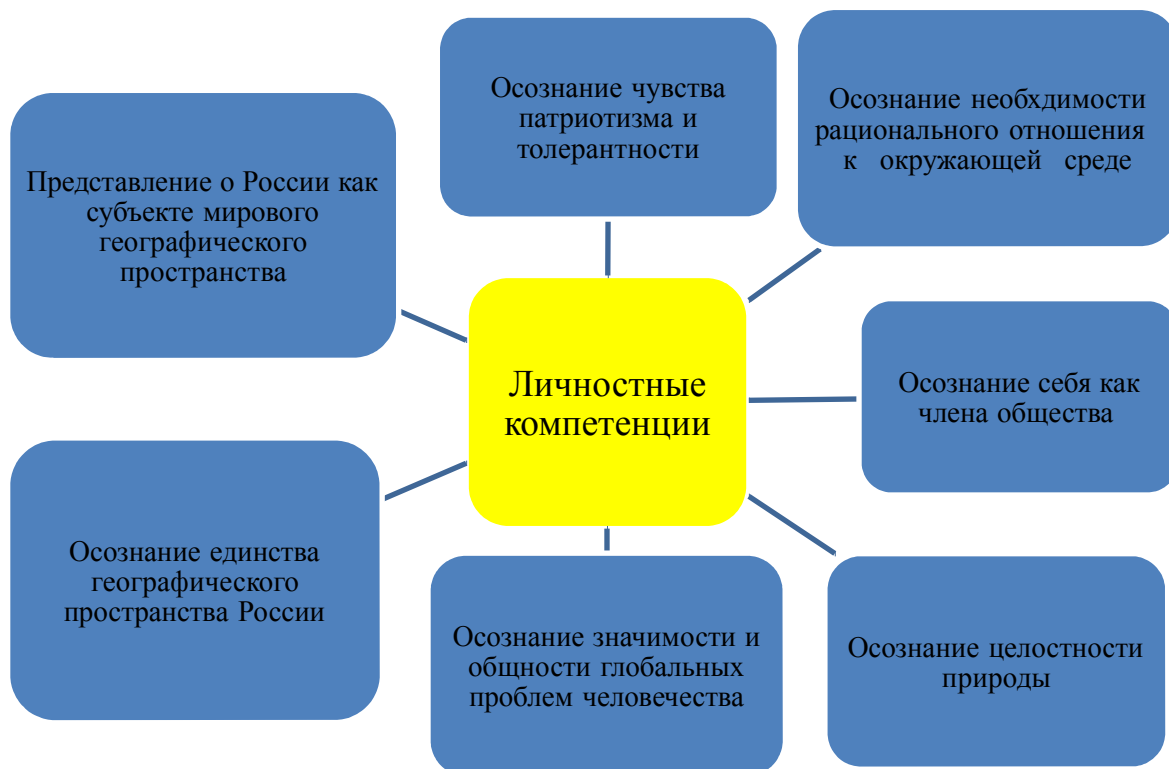 Осознание чувства
патриотизма и
толерантности
Осознание необхдимости
рационального отношения
к окружающей среде
Представление о России как
субъекте мирового
географического
пространства
Личностные
компетенции
Осознание себя как
члена общества
Осознание единства
географического
пространства России
Осознание значимости и
общности глобальных
проблем человечества
Осознание целостности
природы